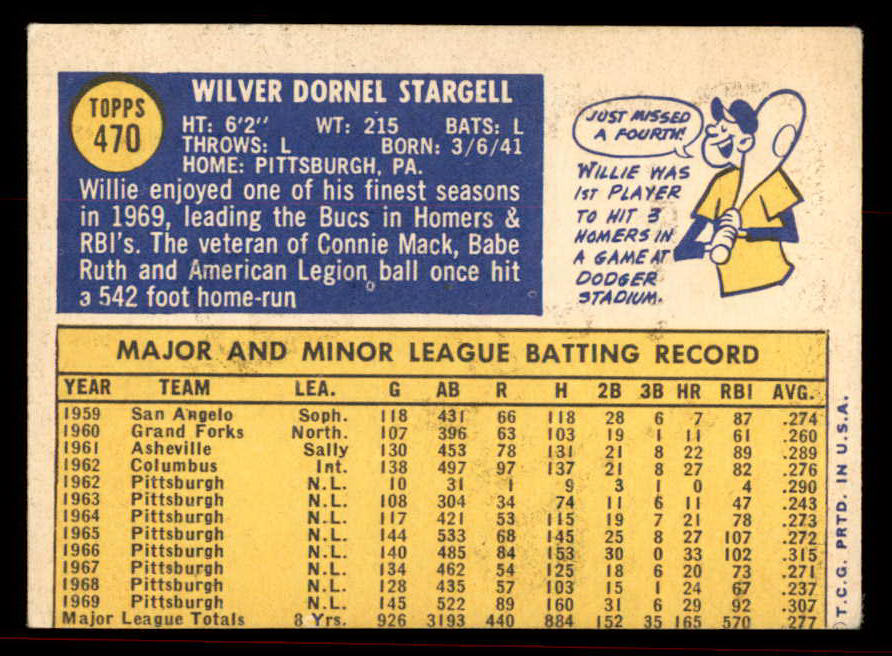 TOPPS
470
WILVER DORNEL STARGELL
HT: 6'2" WT: 215 BATS: L
THROWS: L BORN: 3/6/41
HOME: PITTSBURGH, PA.
Willie enjoyed one of his finest seasons
in 1969, leading the Bucs in Homers &
RBI's. The veteran of Connie Mack, Babe
Ruth and American Legion ball once hit
a 542 foot home-run
JUST MISSED
A FOURTH!
WILLIE WAS
1ST PLAYER
TO HIT 3
HOMERS IN
A GAME AT
DODGER
STADIUM.
MAJOR AND MINOR LEAGUE BATTING RECORD
YEAR TEAM LEA. G AB R H 2B 3B HR RBI AVG.
1959 San Angelo Soph. 118 431 66 118 28 6 7 87 .274
1960 Grand Forks North. 107 396 63 103 19 1 11 61 .260
1961 Asheville Sally 130 453 78 131 21 8 22 89 .289
1962 Columbus Int. 138 497 97 137 21 8 27 82 .276
1962 Pittsburgh N.L. 10 31 1 9 3 1 0 4 .290
1963 Pittsburgh N.L. 108 304 34 74 11 6 11 47 .243
1964 Pittsburgh N.L. 117 421 53 115 19 7 21 78 .273
1965 Pittsburgh N.L. 144 533 68 145 25 8 27 107 .272
1966 Pittsburgh N.L. 140 485 84 153 30 0 33 102 .315
1967 Pittsburgh N.L. 134 462 54 125 18 6 20 73 .271
1968 Pittsburgh N.L. 128 435 57 103 15 1 24 67 .237
1969 Pittsburgh N.L. 145 522 89 160 31 6 29 92 .307
Major League Totals 8 Yrs. 926 3193 440 884 152 35 165 570 .277
© T.C.G. PRTD. IN U.S.A.